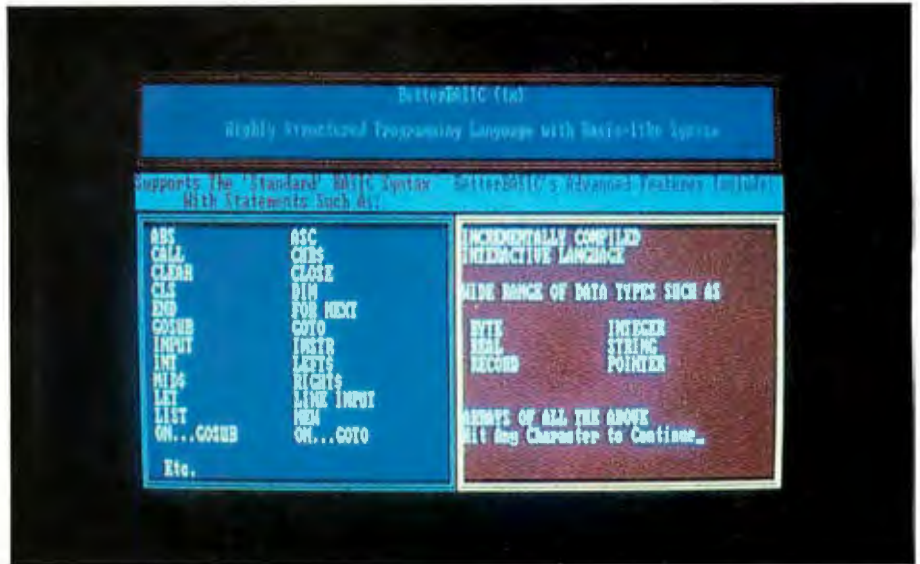 BetterBASIC (tm)
Highly Structured Programming Language with Basic-like Syntax
Supports The 'Standard' BASIC Syntax
With Statements Such As:
BetterBASIC's Advanced Features Include:
ABS ASC
CALL CHR$
CLEAR CLOSE
CLS DIM
END FOR NEXT
GOSUB GOTO
INPUT INSTR
INT LEFT$
MID$ RIGHT$
LET LINE INPUT
LIST NEW
ON...GOSUB ON...GOTO
Etc.
INCREMENTALLY COMPILED
INTERACTIVE LANGUAGE
WIDE RANGE OF DATA TYPES SUCH AS
BYTE INTEGER
REAL STRING
RECORD POINTER
ARRAYS OF ALL THE ABOVE
Hit Any Character to Continue_